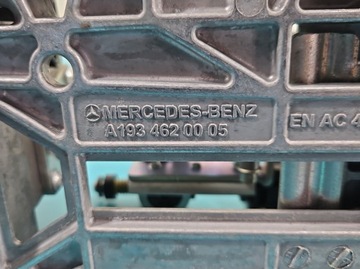 MERCEDES-BENZ
A193 462 00 05
EN AC 4